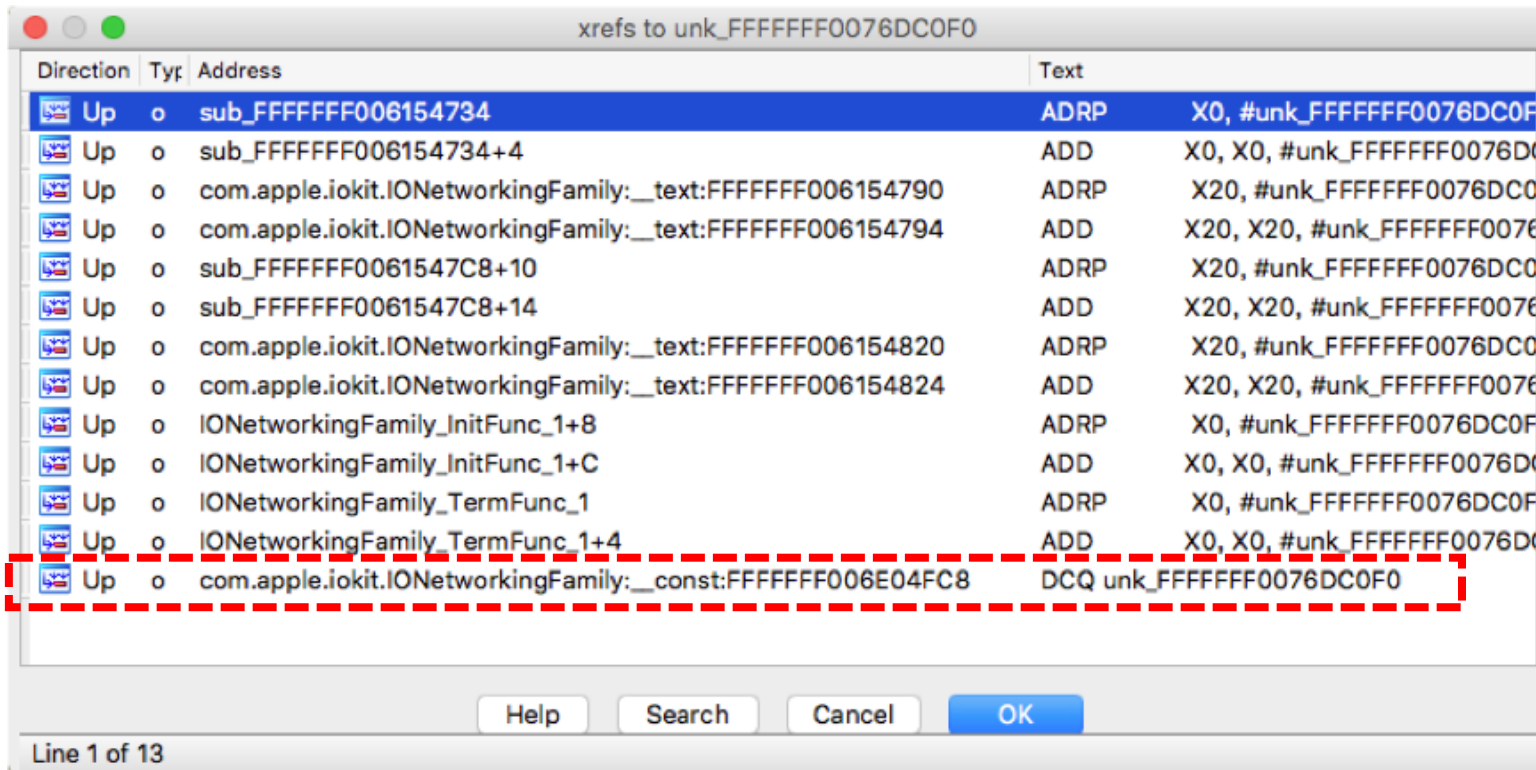 xrefs to unk_FFFFFFF0076DC0F0
Direction Typ Address Text
Up o sub_FFFFFFF006154734 ADRP X0, #unk_FFFFFFF0076DC0F
Up o sub_FFFFFFF006154734+4 ADD X0, X0, #unk_FFFFFFF0076D
Up o com.apple.iokit.IONetworkingFamily:__text:FFFFFFF006154790 ADRP X20, #unk_FFFFFFF0076DC0
Up o com.apple.iokit.IONetworkingFamily:__text:FFFFFFF006154794 ADD X20, X20, #unk_FFFFFFF0076
Up o sub_FFFFFFF0061547C8+10 ADRP X20, #unk_FFFFFFF0076DC0
Up o sub_FFFFFFF0061547C8+14 ADD X20, X20, #unk_FFFFFFF0076
Up o com.apple.iokit.IONetworkingFamily:__text:FFFFFFF006154820 ADRP X20, #unk_FFFFFFF0076DC0
Up o com.apple.iokit.IONetworkingFamily:__text:FFFFFFF006154824 ADD X20, X20, #unk_FFFFFFF0076
Up o IONetworkingFamily_InitFunc_1+8 ADRP X0, #unk_FFFFFFF0076DC0F
Up o IONetworkingFamily_InitFunc_1+C ADD X0, X0, #unk_FFFFFFF0076D
Up o IONetworkingFamily_TermFunc_1 ADRP X0, #unk_FFFFFFF0076DC0F
Up o IONetworkingFamily_TermFunc_1+4 ADD X0, X0, #unk_FFFFFFF0076D
Up o com.apple.iokit.IONetworkingFamily:__const:FFFFFFF006E04FC8 DCQ unk_FFFFFFF0076DC0F0
Help Search Cancel OK
Line 1 of 13